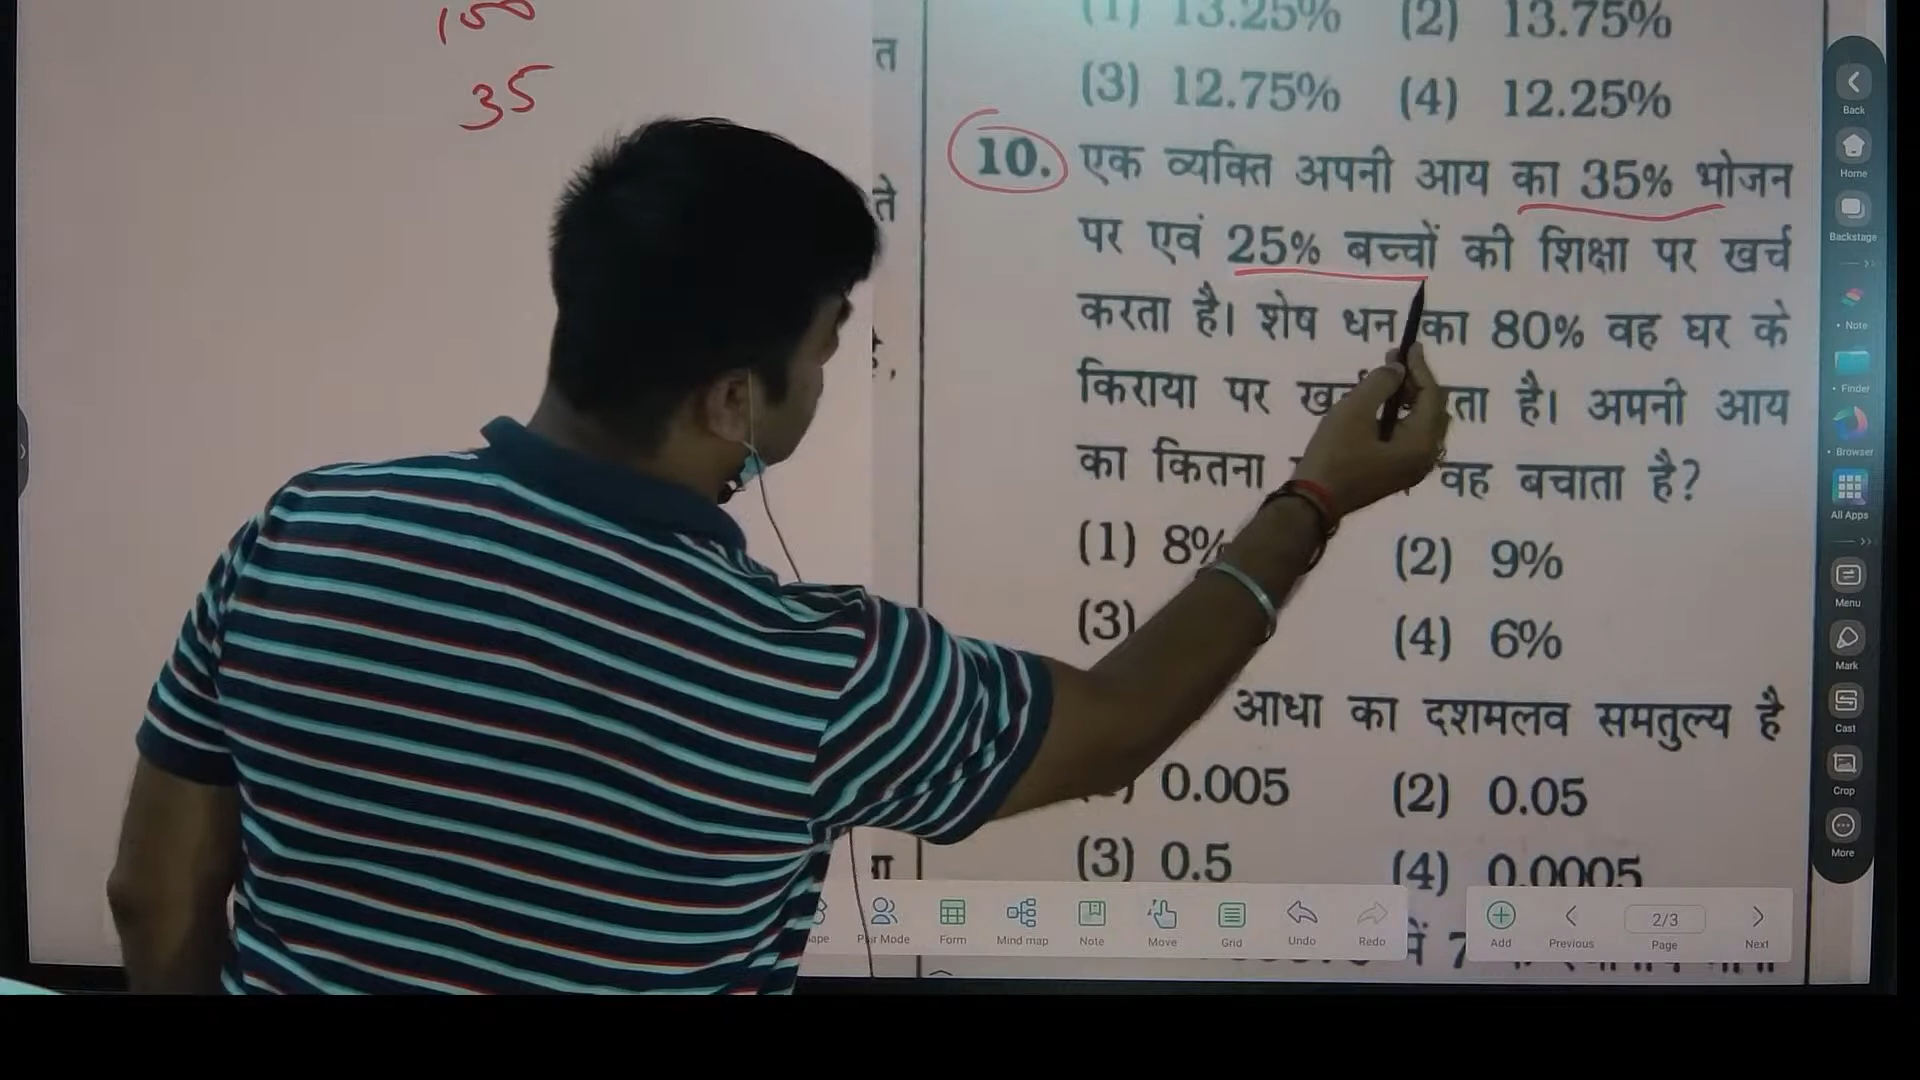 150
35
त
ते
(1) 13.25% (2) 13.75%
(3) 12.75% (4) 12.25%
10. एक व्यक्ति अपनी आय का 35% भोजन
पर एवं 25% बच्चों की शिक्षा पर खर्च
करता है। शेष धन का 80% वह घर के
किराया पर ता है। अपनी आय
का कितना वह बचाता है?
(1) 8% (2) 9%
(3) (4) 6%
आधा का दशमलव समतुल्य है
0.005 (2) 0.05
(3) 0.5 (4) 0.0005
में 7
Back
Home
Backstage
Note
Finder
Browser
All Apps
Menu
Mark
Cast
Crop
More
Form Mind map Note Move Grid Undo Redo
Add Previous 2/3 Page Next